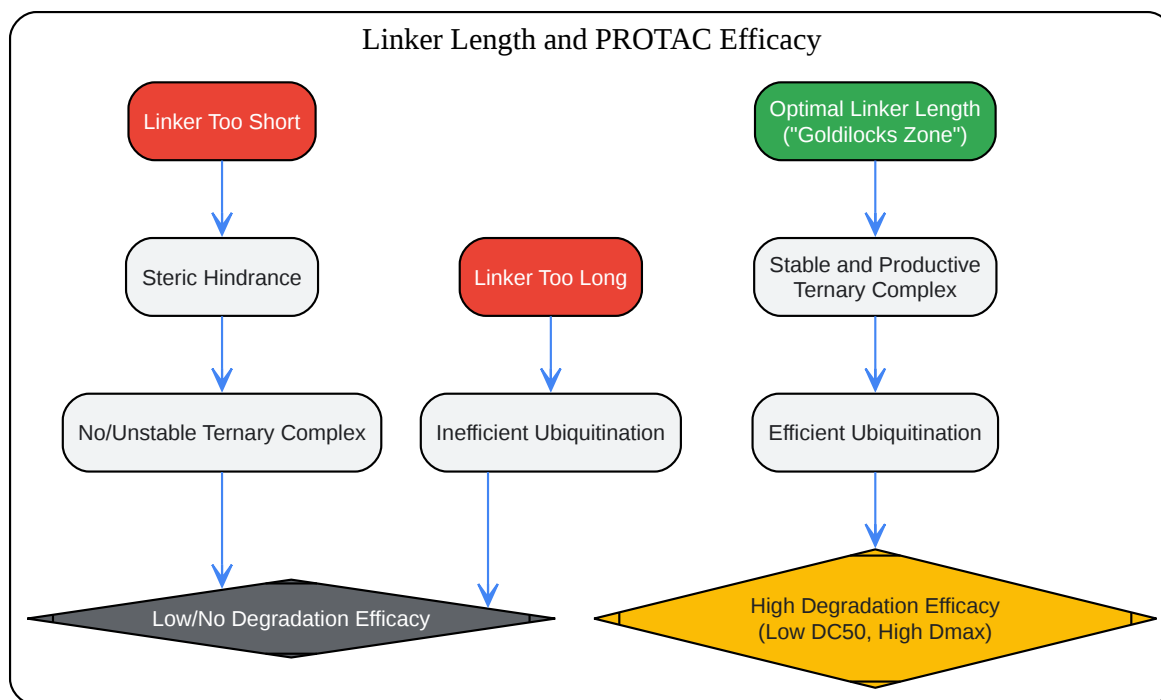 Linker Length and PROTAC Efficacy
Linker Too Short
Optimal Linker Length
("Goldilocks Zone")
Steric Hindrance
Linker Too Long
Stable and Productive
Ternary Complex
No/Unstable Ternary Complex
Inefficient Ubiquitination
Efficient Ubiquitination
Low/No Degradation Efficacy
High Degradation Efficacy
(Low DC50, High Dmax)